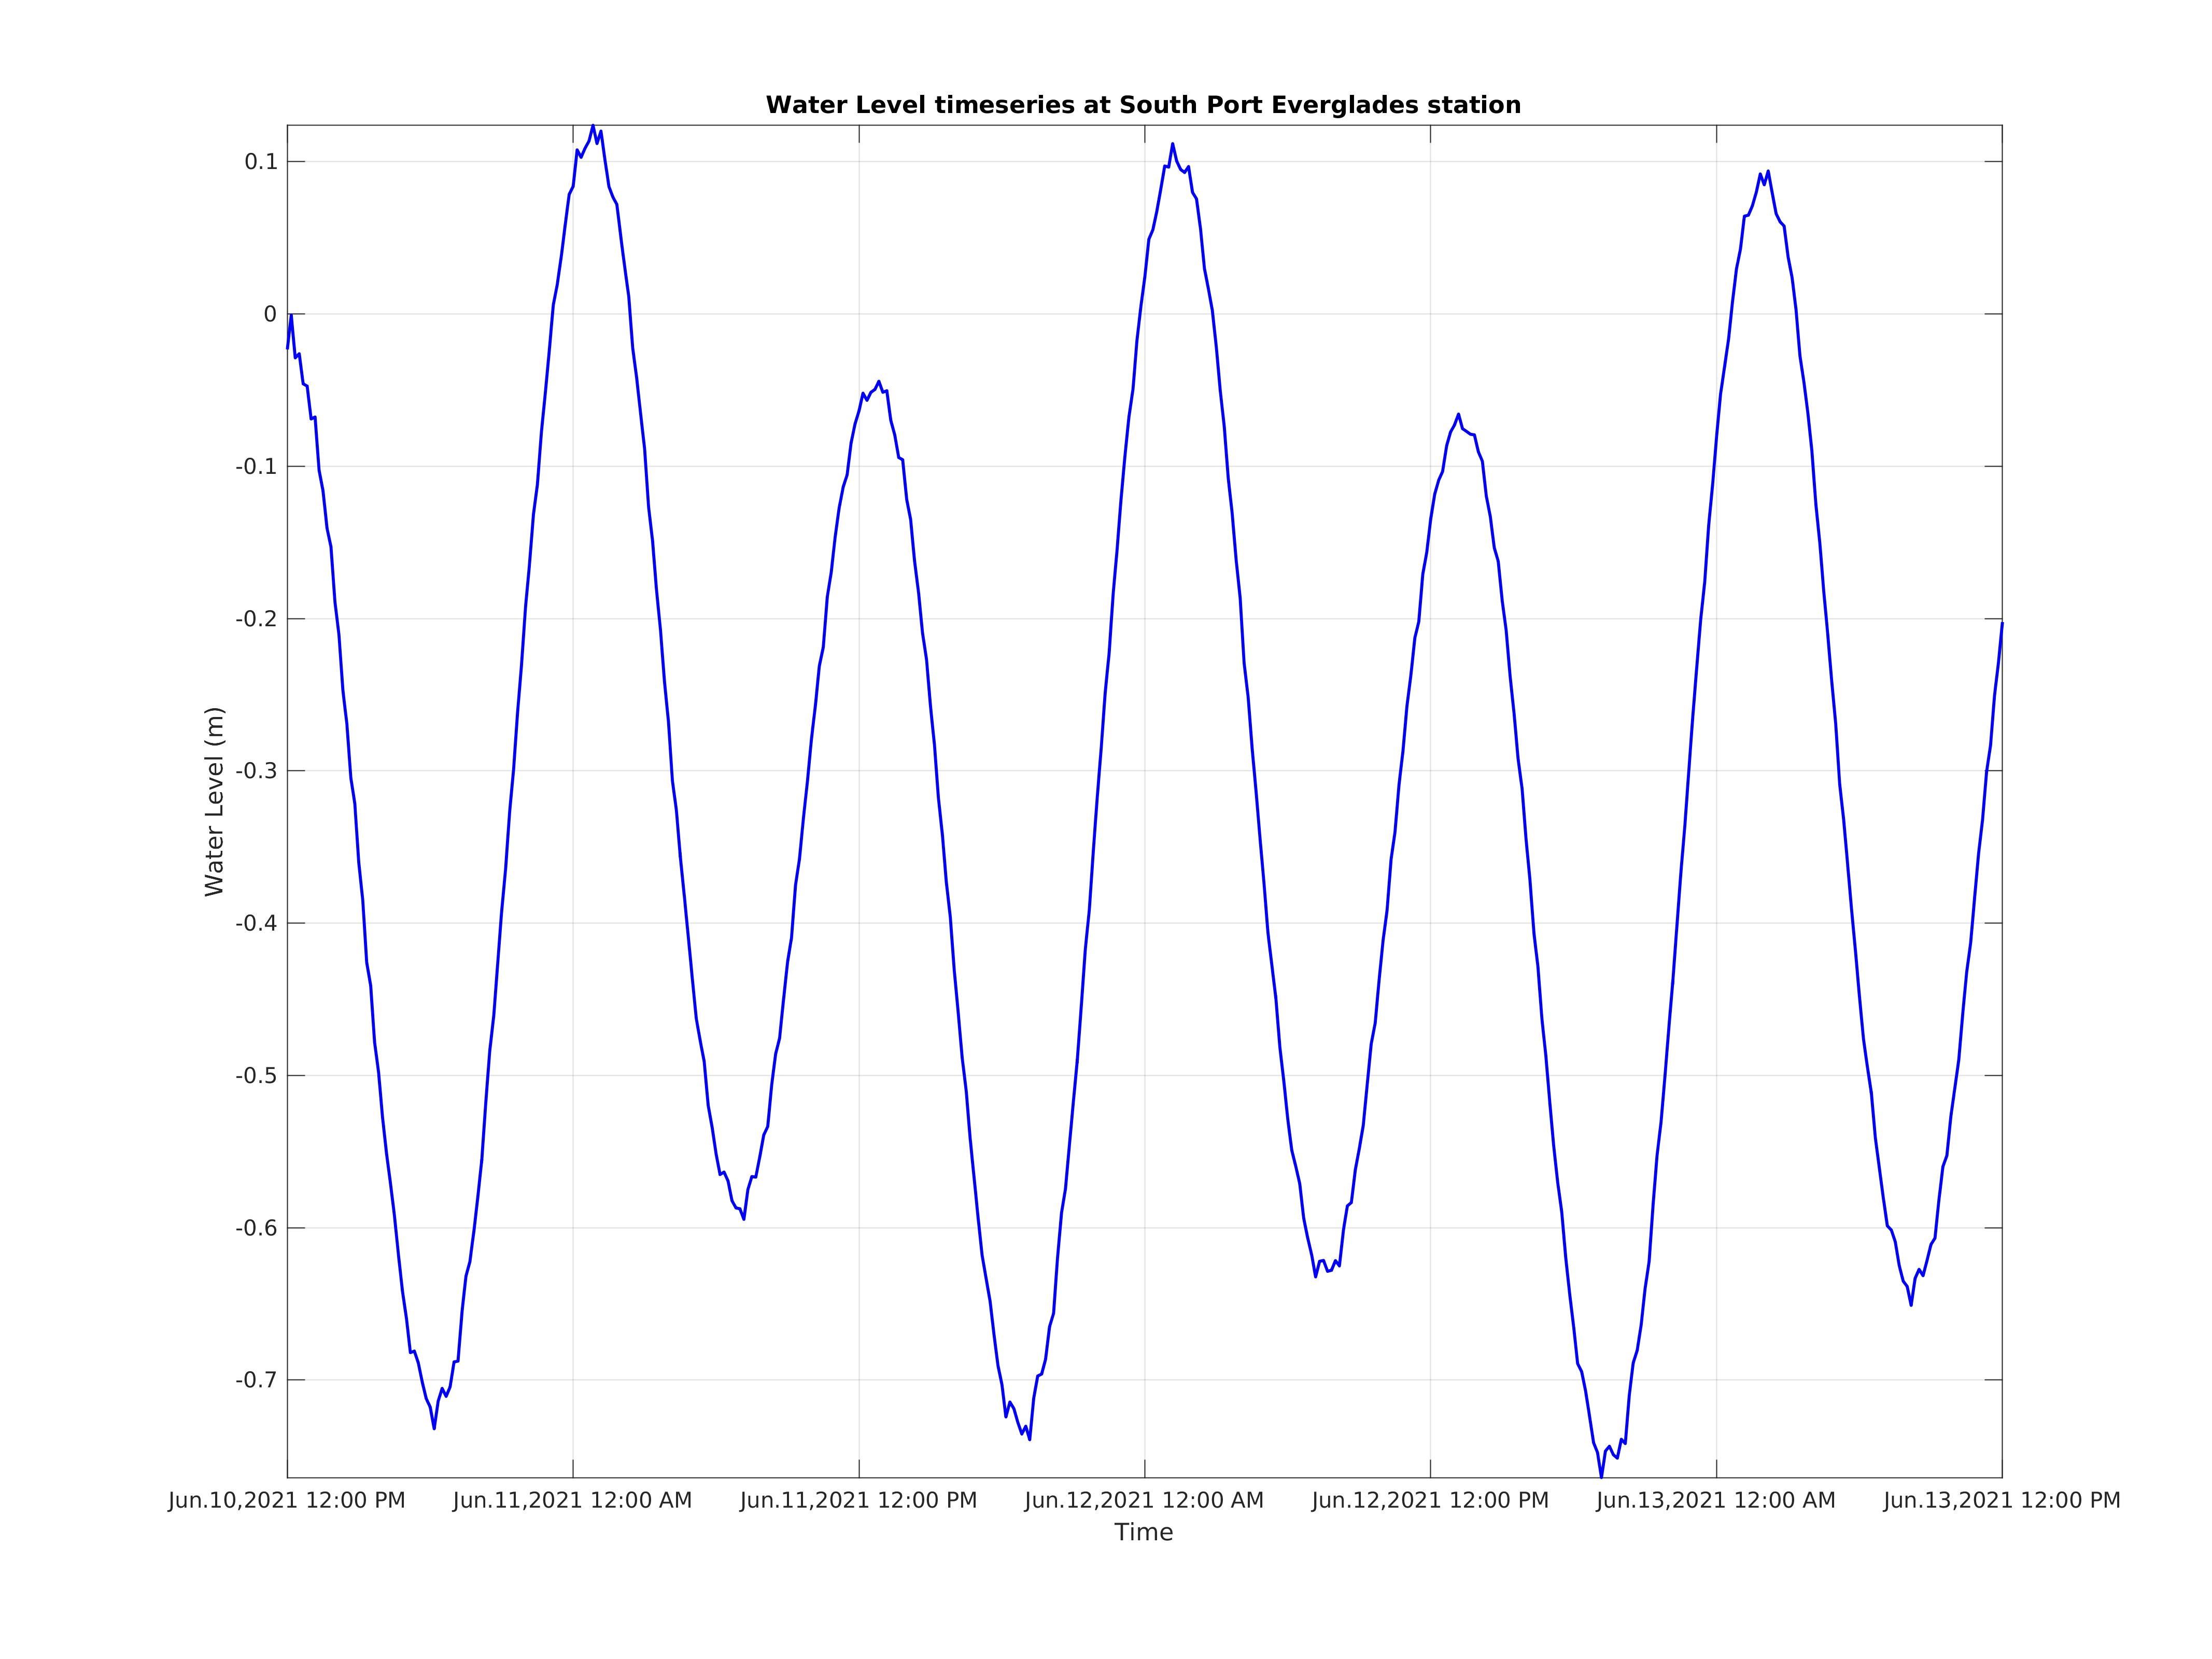 Water Level timeseries at South Port Everglades station
0.1
0
-0.1
-0.2
-0.3
-0.4
-0.5
-0.6
-0.7
Water Level (m)
Jun.10,2021 12:00 PM
Jun.11,2021 12:00 AM
Jun.11,2021 12:00 PM
Jun.12,2021 12:00 AM
Jun.12,2021 12:00 PM
Jun.13,2021 12:00 AM
Jun.13,2021 12:00 PM
Time